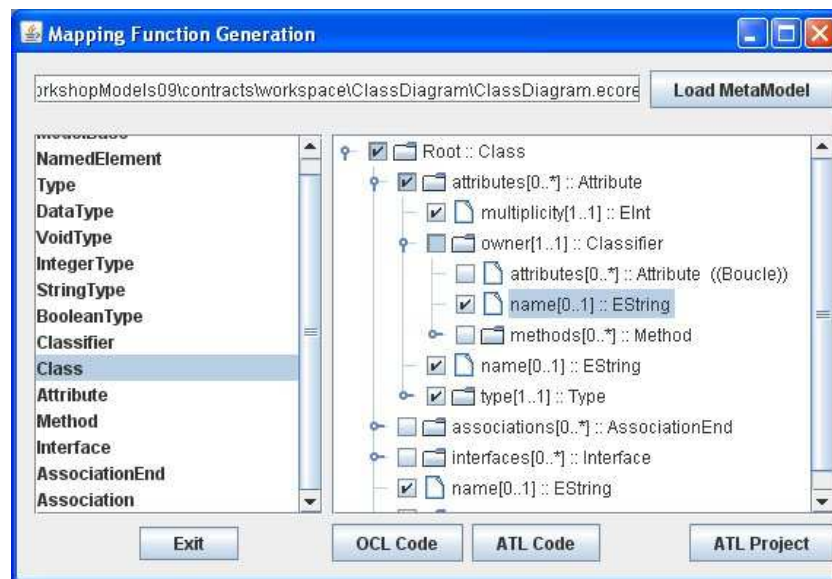 Mapping Function Generation
orkshopModels09\contracts\workspace\ClassDiagram\ClassDiagram.ecore
Load MetaModel
NamedElement
Type
DataType
VoidType
IntegerType
StringType
BooleanType
Classifier
Class
Attribute
Method
Interface
AssociationEnd
Association
Root :: Class
attributes[0..*] :: Attribute
multiplicity[1..1] :: EInt
owner[1..1] :: Classifier
attributes[0..*] :: Attribute ((Boucle))
name[0..1] :: EString
methods[0..*] :: Method
name[0..1] :: EString
type[1..1] :: Type
associations[0..*] :: AssociationEnd
interfaces[0..*] :: Interface
name[0..1] :: EString
Exit
OCL Code
ATL Code
ATL Project